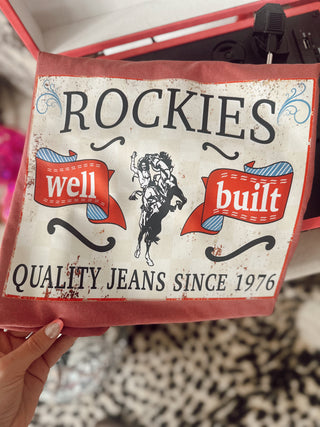 ROCKIES
well built
QUALITY JEANS SINCE 1976